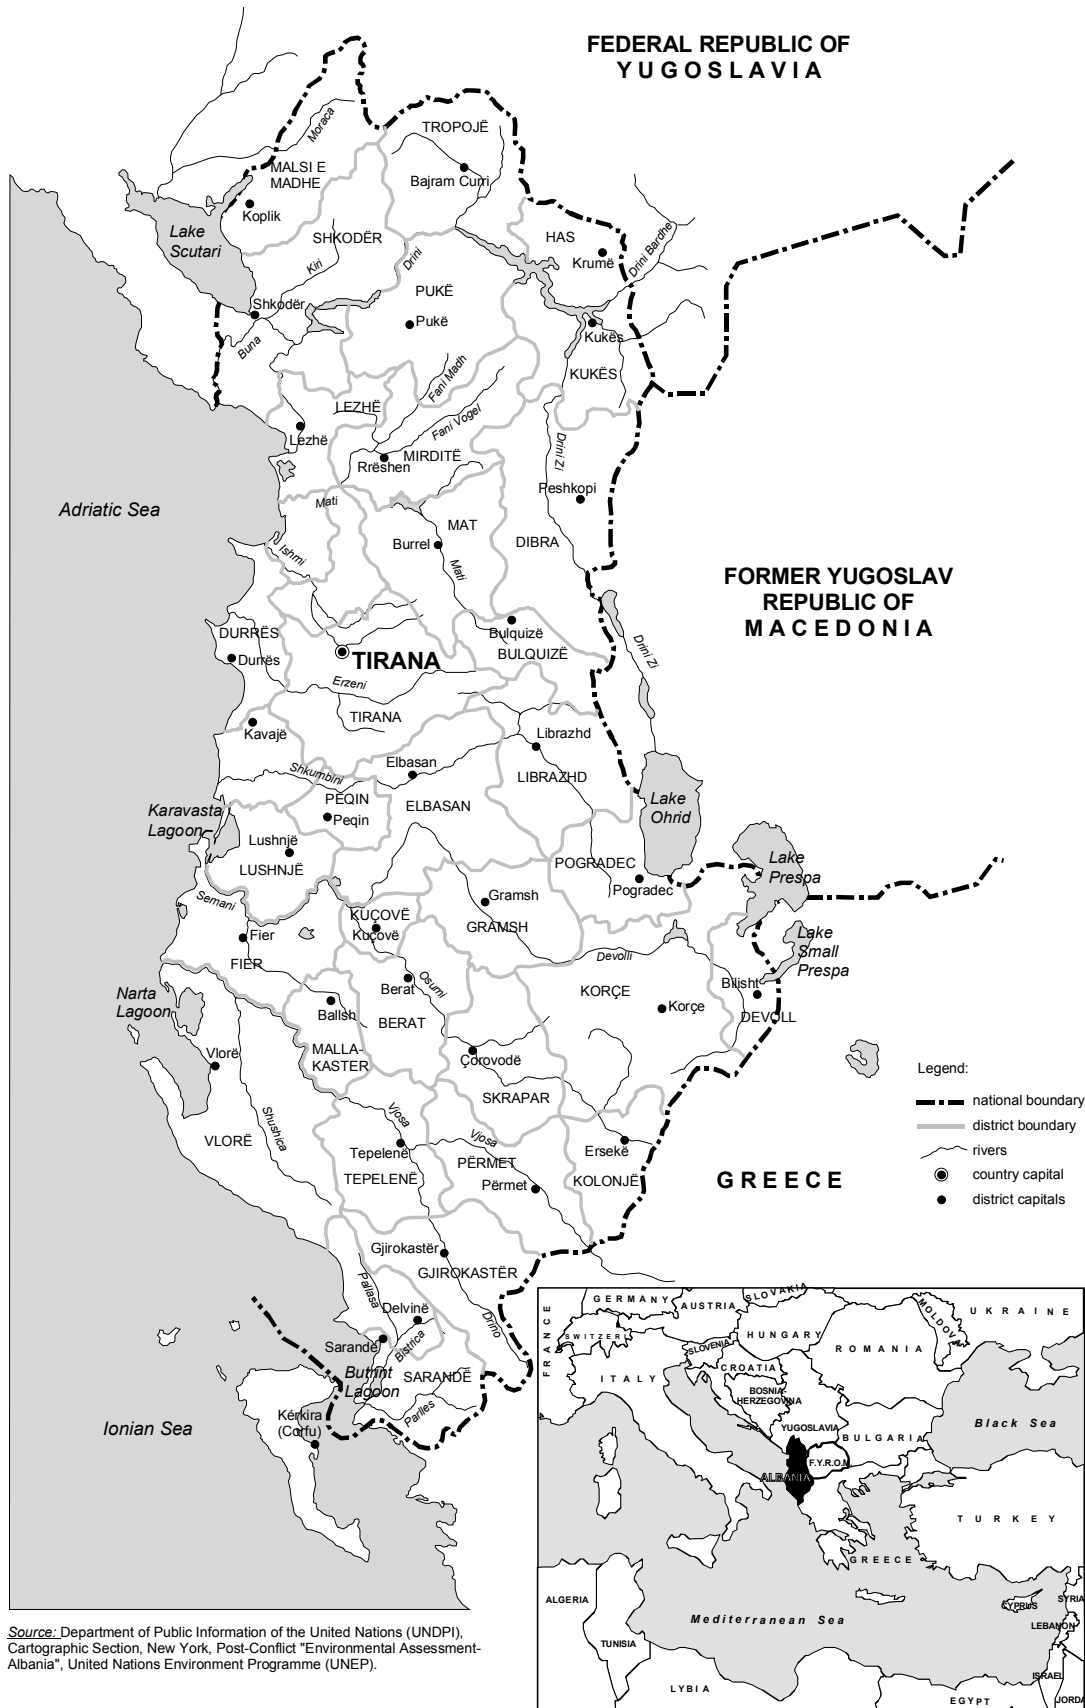 FEDERAL REPUBLIC OF
YUGOSLAVIA
Moraca
TROPOJË
MALSI E
MADHE
Bajram Curri
Koplik
Lake
Scutari
SHKODËR
HAS
Krumë
Drini Bardhe
Kiri
Drini
PUKË
Shkodër
Pukë
Kukës
Buna
KUKËS
Fani Madh
LEZHË
Fani Vogel
Lezhë
Rrëshen
MIRDITË
Drini Zi
Peshkopi
Adriatic Sea
Mati
MAT
Burrel
DIBRA
Ishmi
Mati
FORMER YUGOSLAV
REPUBLIC OF
MACEDONIA
DURRËS
Durrës
TIRANA
Bulquizë
BULQUIZË
Drini Zi
Erzeni
TIRANA
Kavajë
Librazhd
Elbasan
Shkumbini
LIBRAZHD
PEQIN
Peqin
ELBASAN
Lake
Ohrid
Karavasta
Lagoon
Lushnjë
LUSHNJË
POGRADEC
Pogradec
Lake
Prespa
Semani
Gramsh
GRAMSH
KUÇOVË
Kuçovë
Fier
FIER
Lake
Small
Prespa
Devolli
Osumi
Berat
BERAT
KORÇE
Korçe
Bilisht
DEVOLL
Narta
Lagoon
Ballsh
MALLA-
KASTER
Vlorë
Çorovodë
SKRAPAR
Legend:
national boundary
district boundary
rivers
country capital
district capitals
Shushica
VLORË
Vjosa
Vjosa
Tepelenë
TEPELENË
PËRMET
Përmet
Ersekë
KOLONJË
GREECE
Gjirokastër
GJIROKASTËR
Pallasa
Delvinë
Drino
Sarandë
Bistrica
Butrint
Lagoon
SARANDË
Parlles
Ionian Sea
Kérkira
(Corfu)
FRANCE
GERMANY
AUSTRIA
SLOVAKIA
MOLDOVA
UKRAINE
SWITZERL
SLOVENIA
HUNGARY
ROMANIA
CROATIA
ITALY
BOSNIA-
HERZEGOVINA
YUGOSLAVIA
BULGARIA
Black Sea
F.Y.R.O.M
ALBANIA
TURKEY
GREECE
ALGERIA
TUNISIA
Mediterranean Sea
CYPRUS
SYRIA
LEBANON
ISRAEL
LYBIA
EGYPT
JORDA
Source: Department of Public Information of the United Nations (UNDPI),
Cartographic Section, New York, Post-Conflict "Environmental Assessment-
Albania", United Nations Environment Programme (UNEP).